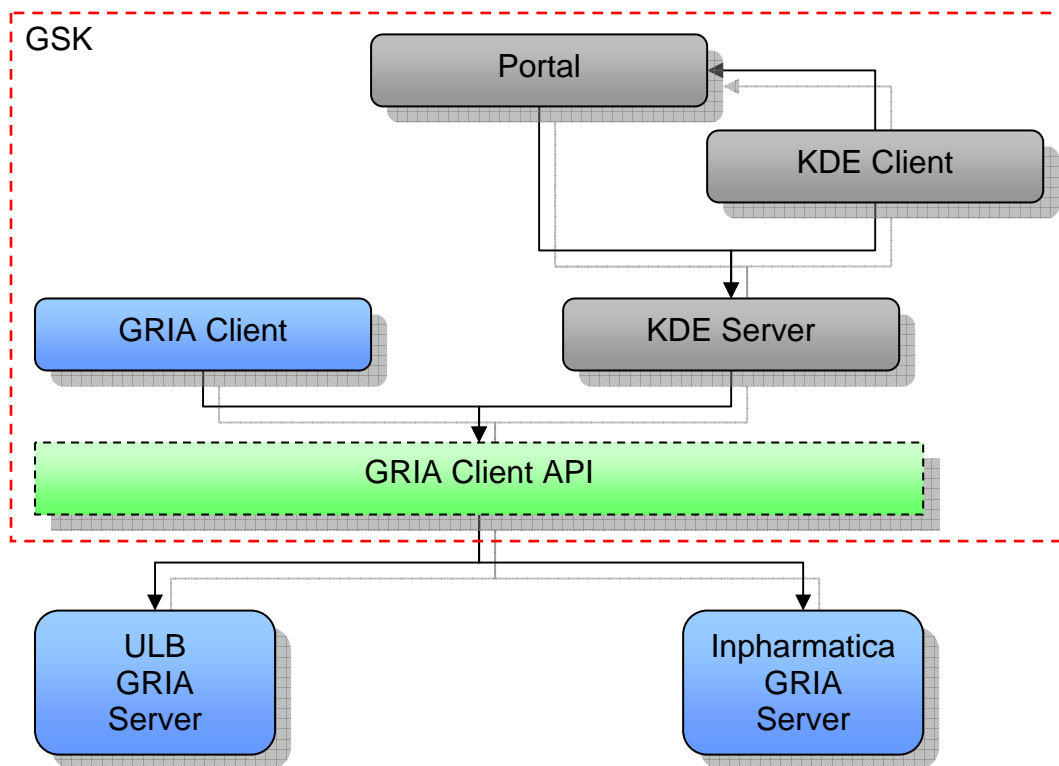 GSK
Portal
KDE Client
GRIA Client
KDE Server
GRIA Client API
ULB
GRIA
Server
Inpharmatica
GRIA
Server